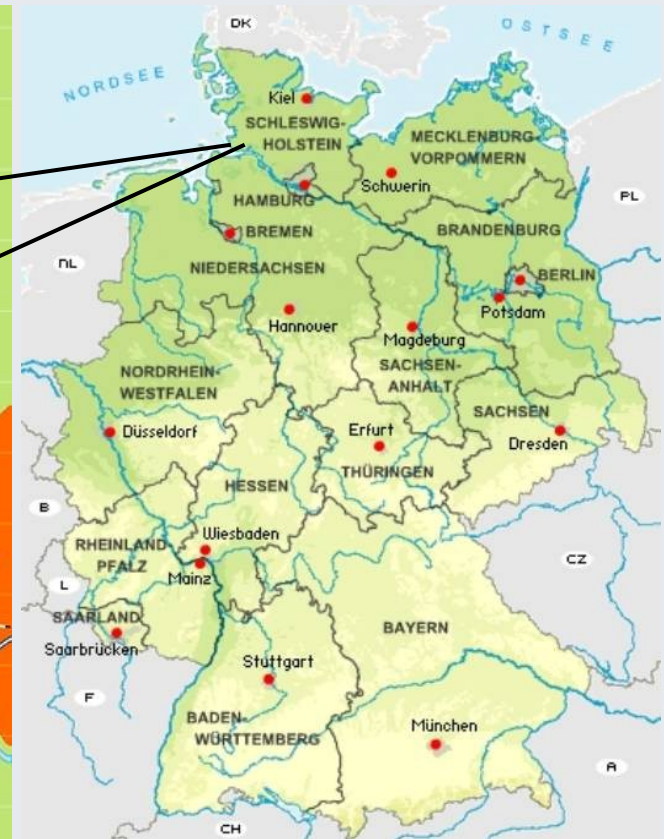 DK
OSTSEE
NORDSEE
Kiel
SCHLESWIG-
HOLSTEIN
MECKLENBURG-
VORPOMMERN
Schwerin
HAMBURG
PL
BREMEN
BRANDENBURG
NL
NIEDERSACHSEN
BERLIN
Potsdam
Hannover
Magdeburg
SACHSEN-
ANHALT
NORDRHEIN-
WESTFALEN
Düsseldorf
SACHSEN
Dresden
Erfurt
THÜRINGEN
HESSEN
B
Wiesbaden
RHEINLAND
PFALZ
Mainz
CZ
L
SAARLAND
Saarbrücken
BAYERN
Stuttgart
F
BADEN-
WÜRTTEMBERG
München
A
CH